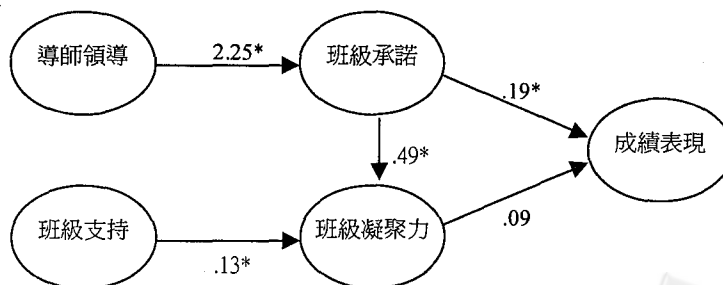 導師領導
2.25*
班級承諾
.19*
成績表現
.49*
班級支持
.13*
班級凝聚力
.09